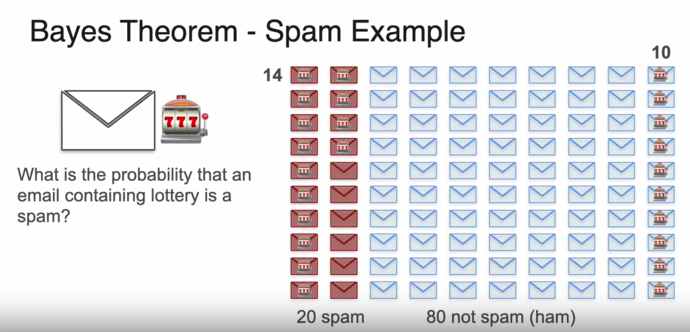 Bayes Theorem - Spam Example
10
14
777
What is the probability that an
email containing lottery is a
spam?
20 spam
80 not spam (ham)